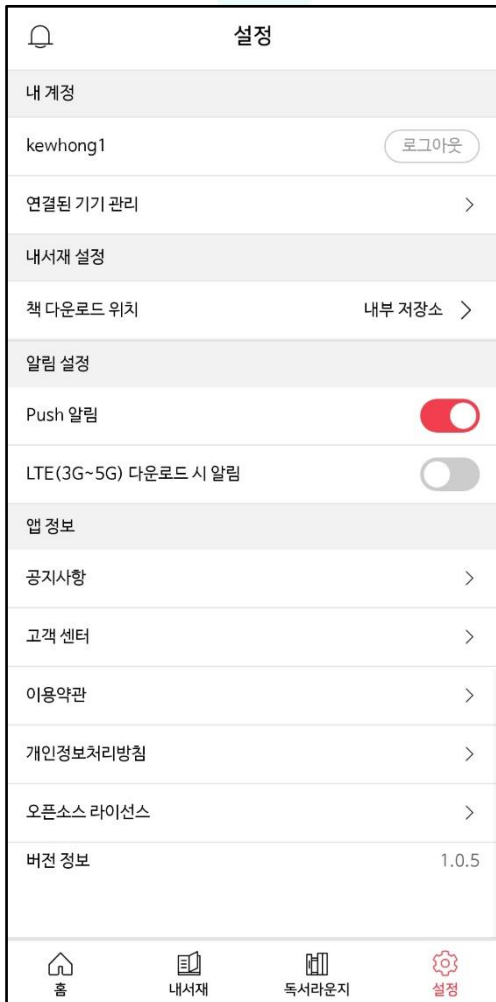 설정
내 계정
kewhong1 로그아웃
연결된 기기 관리
내서재 설정
책 다운로드 위치 내부 저장소
알림 설정
Push 알림
LTE(3G~5G) 다운로드 시 알림
앱 정보
공지사항
고객 센터
이용약관
개인정보처리방침
오픈소스 라이선스
버전 정보 1.0.5
홈 내서재 독서라운지 설정